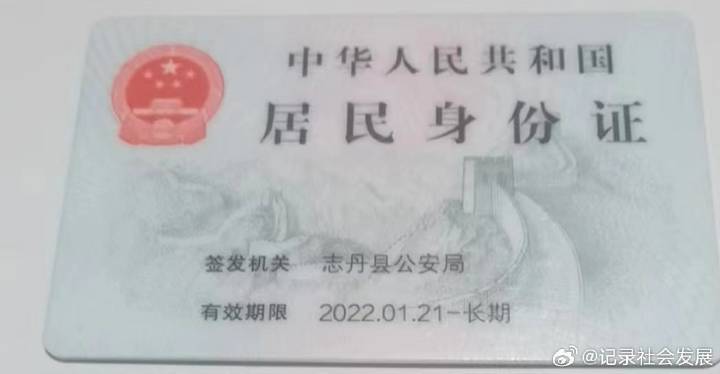 中华人民共和国
居民身份证
签发机关 志丹县公安局
有效期限 2022.01.21-长期
@记录社会发展